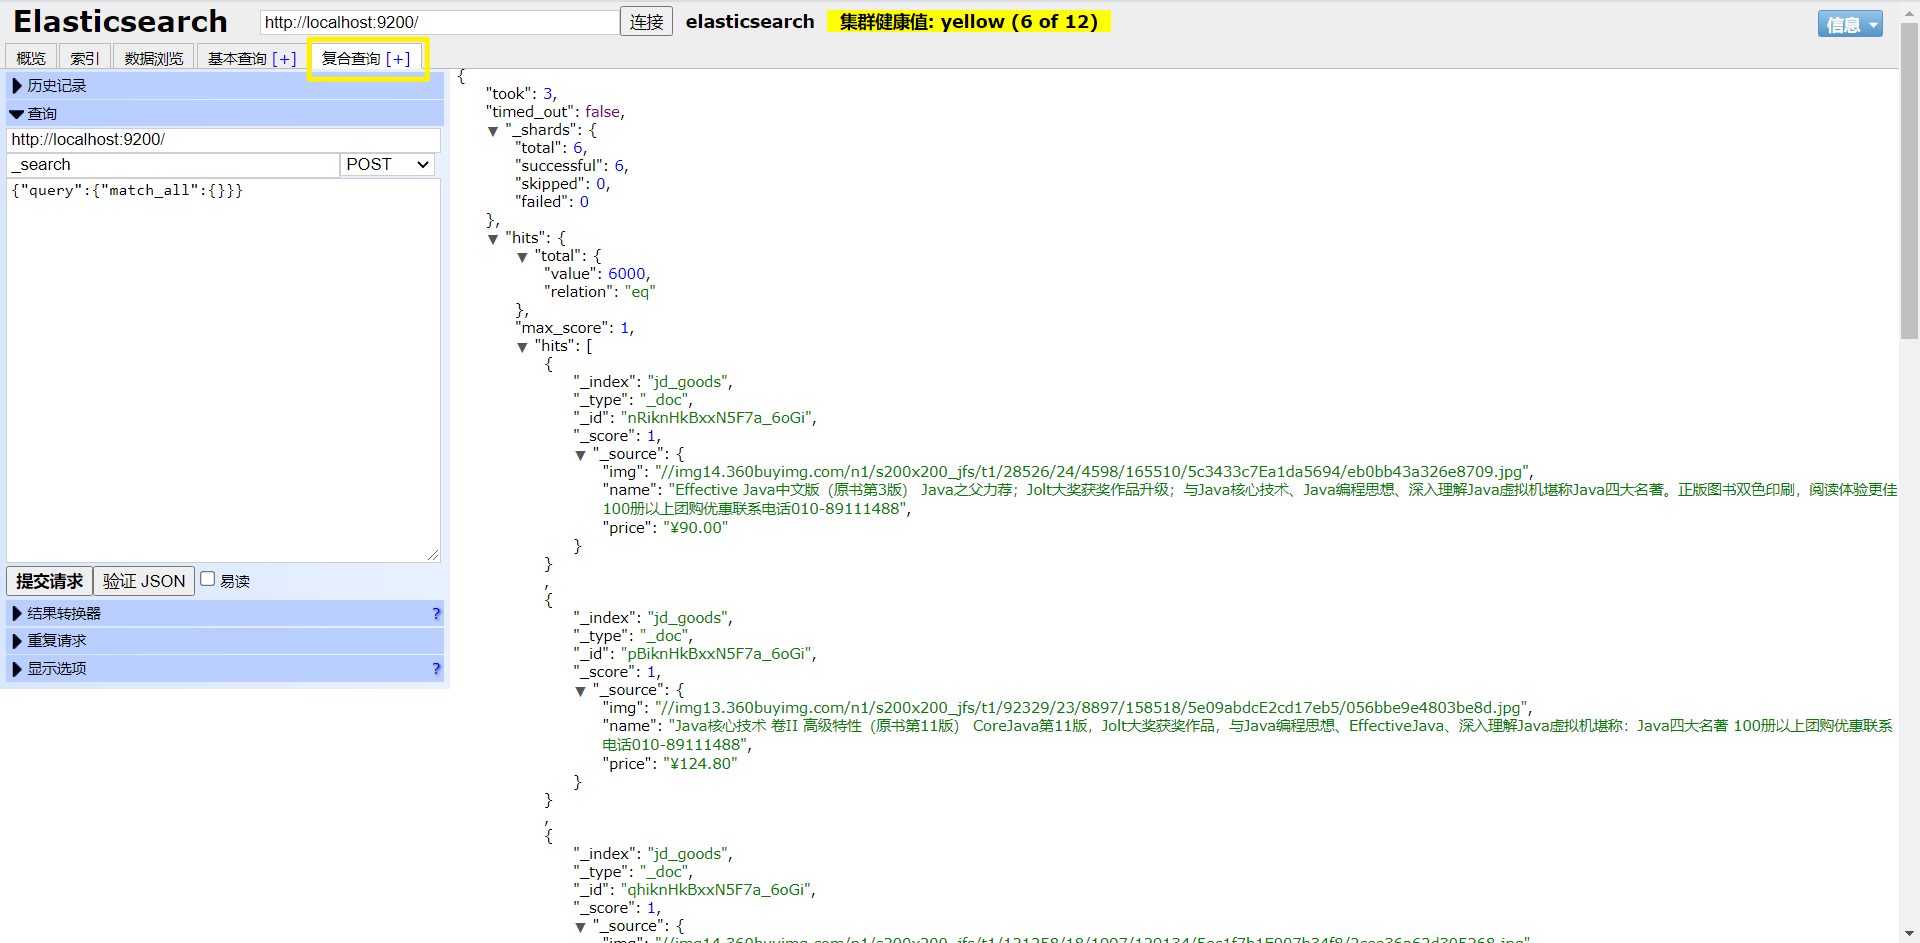 Elasticsearch
http://localhost:9200/
连接
elasticsearch
集群健康值: yellow (6 of 12)
信息
概览
索引
数据浏览
基本查询 [+]
复合查询 [+]
历史记录
查询
http://localhost:9200/
_search
POST
{"query":{"match_all":{}}}
提交请求
验证 JSON
易读
结果转换器 ?
重复请求
显示选项 ?
{
"took": 3,
"timed_out": false,
▼ "_shards": {
"total": 6,
"successful": 6,
"skipped": 0,
"failed": 0
},
▼ "hits": {
▼ "total": {
"value": 6000,
"relation": "eq"
},
"max_score": 1,
▼ "hits": [
{
"_index": "jd_goods",
"_type": "_doc",
"_id": "nRiknHkBxxN5F7a_6oGi",
"_score": 1,
▼ "_source": {
"img": "//img14.360buyimg.com/n1/s200x200_jfs/t1/28526/24/4598/165510/5c3433c7Ea1da5694/eb0bb43a326e8709.jpg",
"name": "Effective Java中文版（原书第3版） Java之父力荐；Jolt大奖获奖作品升级；与Java核心技术、Java编程思想、深入理解Java虚拟机堪称Java四大名著。正版图书双色印刷，阅读体验更佳
100册以上团购优惠联系电话010-89111488",
"price": "¥90.00"
}
}
,
{
"_index": "jd_goods",
"_type": "_doc",
"_id": "pBiknHkBxxN5F7a_6oGi",
"_score": 1,
▼ "_source": {
"img": "//img13.360buyimg.com/n1/s200x200_jfs/t1/92329/23/8897/158518/5e09abdcE2cd17eb5/056bbe9e4803be8d.jpg",
"name": "Java核心技术 卷II 高级特性（原书第11版） CoreJava第11版，Jolt大奖获奖作品，与Java编程思想、EffectiveJava、深入理解Java虚拟机堪称：Java四大名著 100册以上团购优惠联系
电话010-89111488",
"price": "¥124.80"
}
}
,
{
"_index": "jd_goods",
"_type": "_doc",
"_id": "qhiknHkBxxN5F7a_6oGi",
"_score": 1,
▼ "_source": {